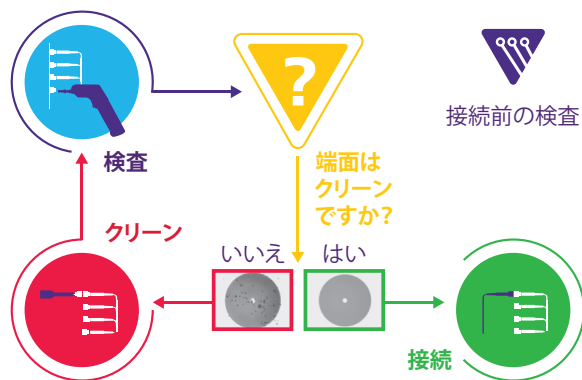 ?
接続前の検査
検査
端面は
クリーン
ですか?
クリーン
いいえ
はい
接続